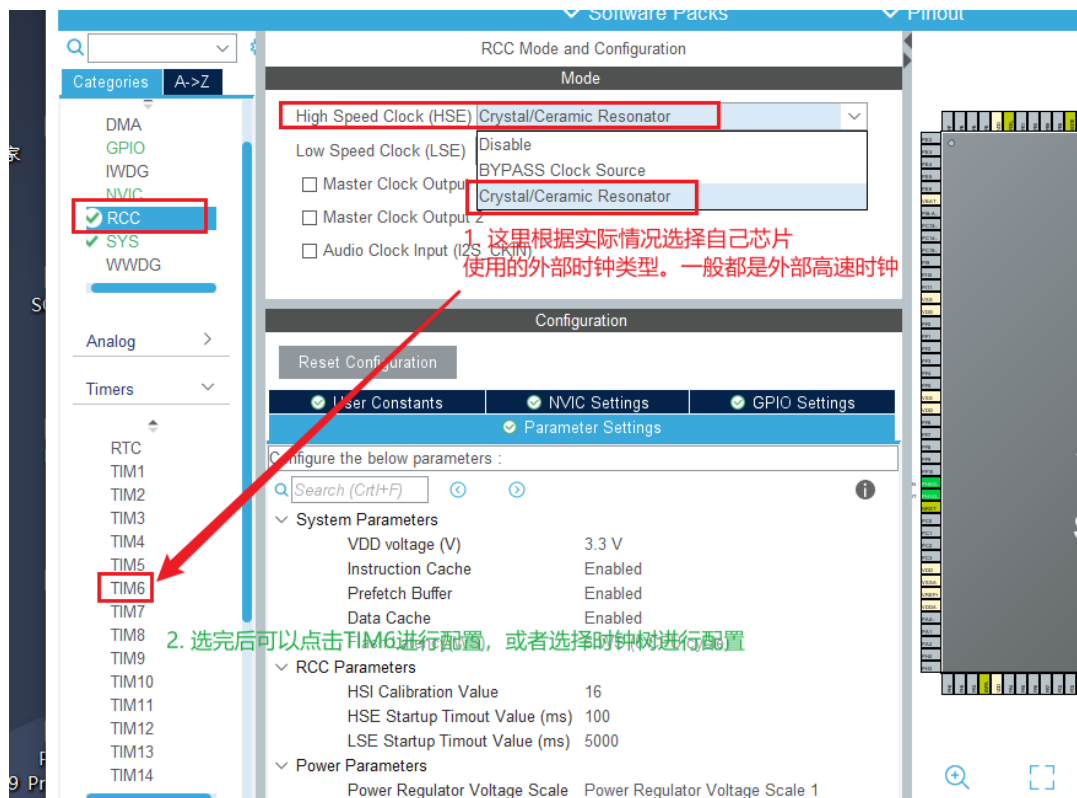 Software Packs
Pinout
RCC Mode and Configuration
Categories
A->Z
Mode
DMA
GPIO
IWDG
NVIC
RCC
SYS
WWDG
High Speed Clock (HSE)
Crystal/Ceramic Resonator
Low Speed Clock (LSE)
Disable
BYPASS Clock Source
Crystal/Ceramic Resonator
Master Clock Output
Master Clock Output 2
Audio Clock Input (I2S_CKIN)
1. 这里根据实际情况选择自己芯片
使用的外部时钟类型。一般都是外部高速时钟
Configuration
Analog
Reset Configuration
Timers
User Constants
NVIC Settings
GPIO Settings
Parameter Settings
Configure the below parameters :
Search (Crtl+F)
RTC
TIM1
TIM2
TIM3
TIM4
TIM5
TIM6
TIM7
TIM8
TIM9
TIM10
TIM11
TIM12
TIM13
TIM14
System Parameters
VDD voltage (V) 3.3 V
Instruction Cache Enabled
Prefetch Buffer Enabled
Data Cache Enabled
2. 选完后可以点击TIM6进行配置，或者选择时钟树进行配置
RCC Parameters
HSI Calibration Value 16
HSE Startup Timout Value (ms) 100
LSE Startup Timout Value (ms) 5000
Power Parameters
Power Regulator Voltage Scale Power Regulator Voltage Scale 1
9 Pr